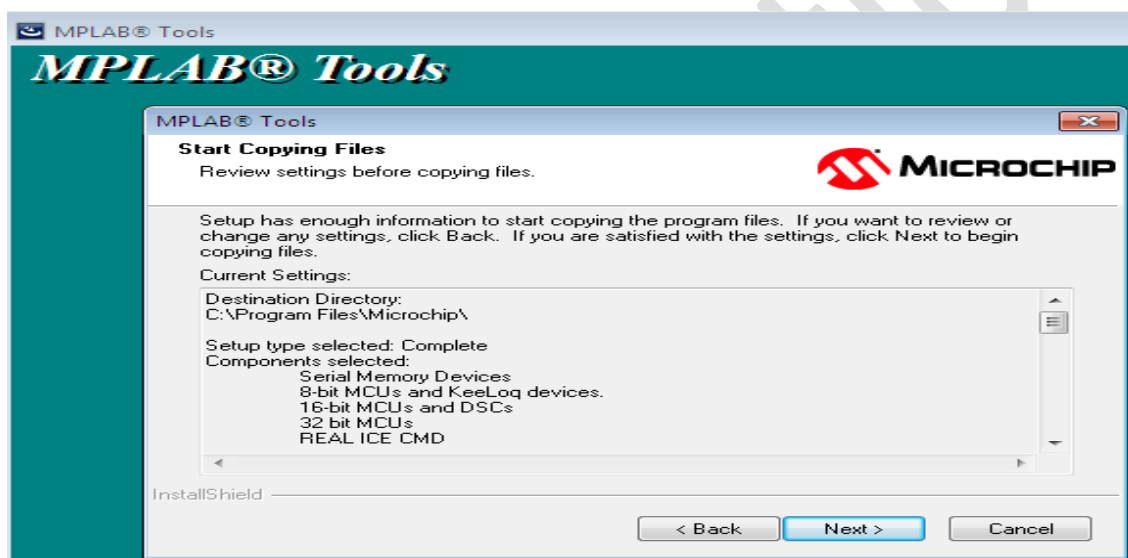 MPLAB® Tools
MPLAB® Tools
MPLAB® Tools
Start Copying Files
Review settings before copying files.
MICROCHIP
Setup has enough information to start copying the program files.  If you want to review or
change any settings, click Back.  If you are satisfied with the settings, click Next to begin
copying files.
Current Settings:
Destination Directory:
C:\Program Files\Microchip\
Setup type selected: Complete
Components selected:
Serial Memory Devices
8-bit MCUs and KeeLoq devices.
16-bit MCUs and DSCs
32 bit MCUs
REAL ICE CMD
InstallShield
< Back Next > Cancel